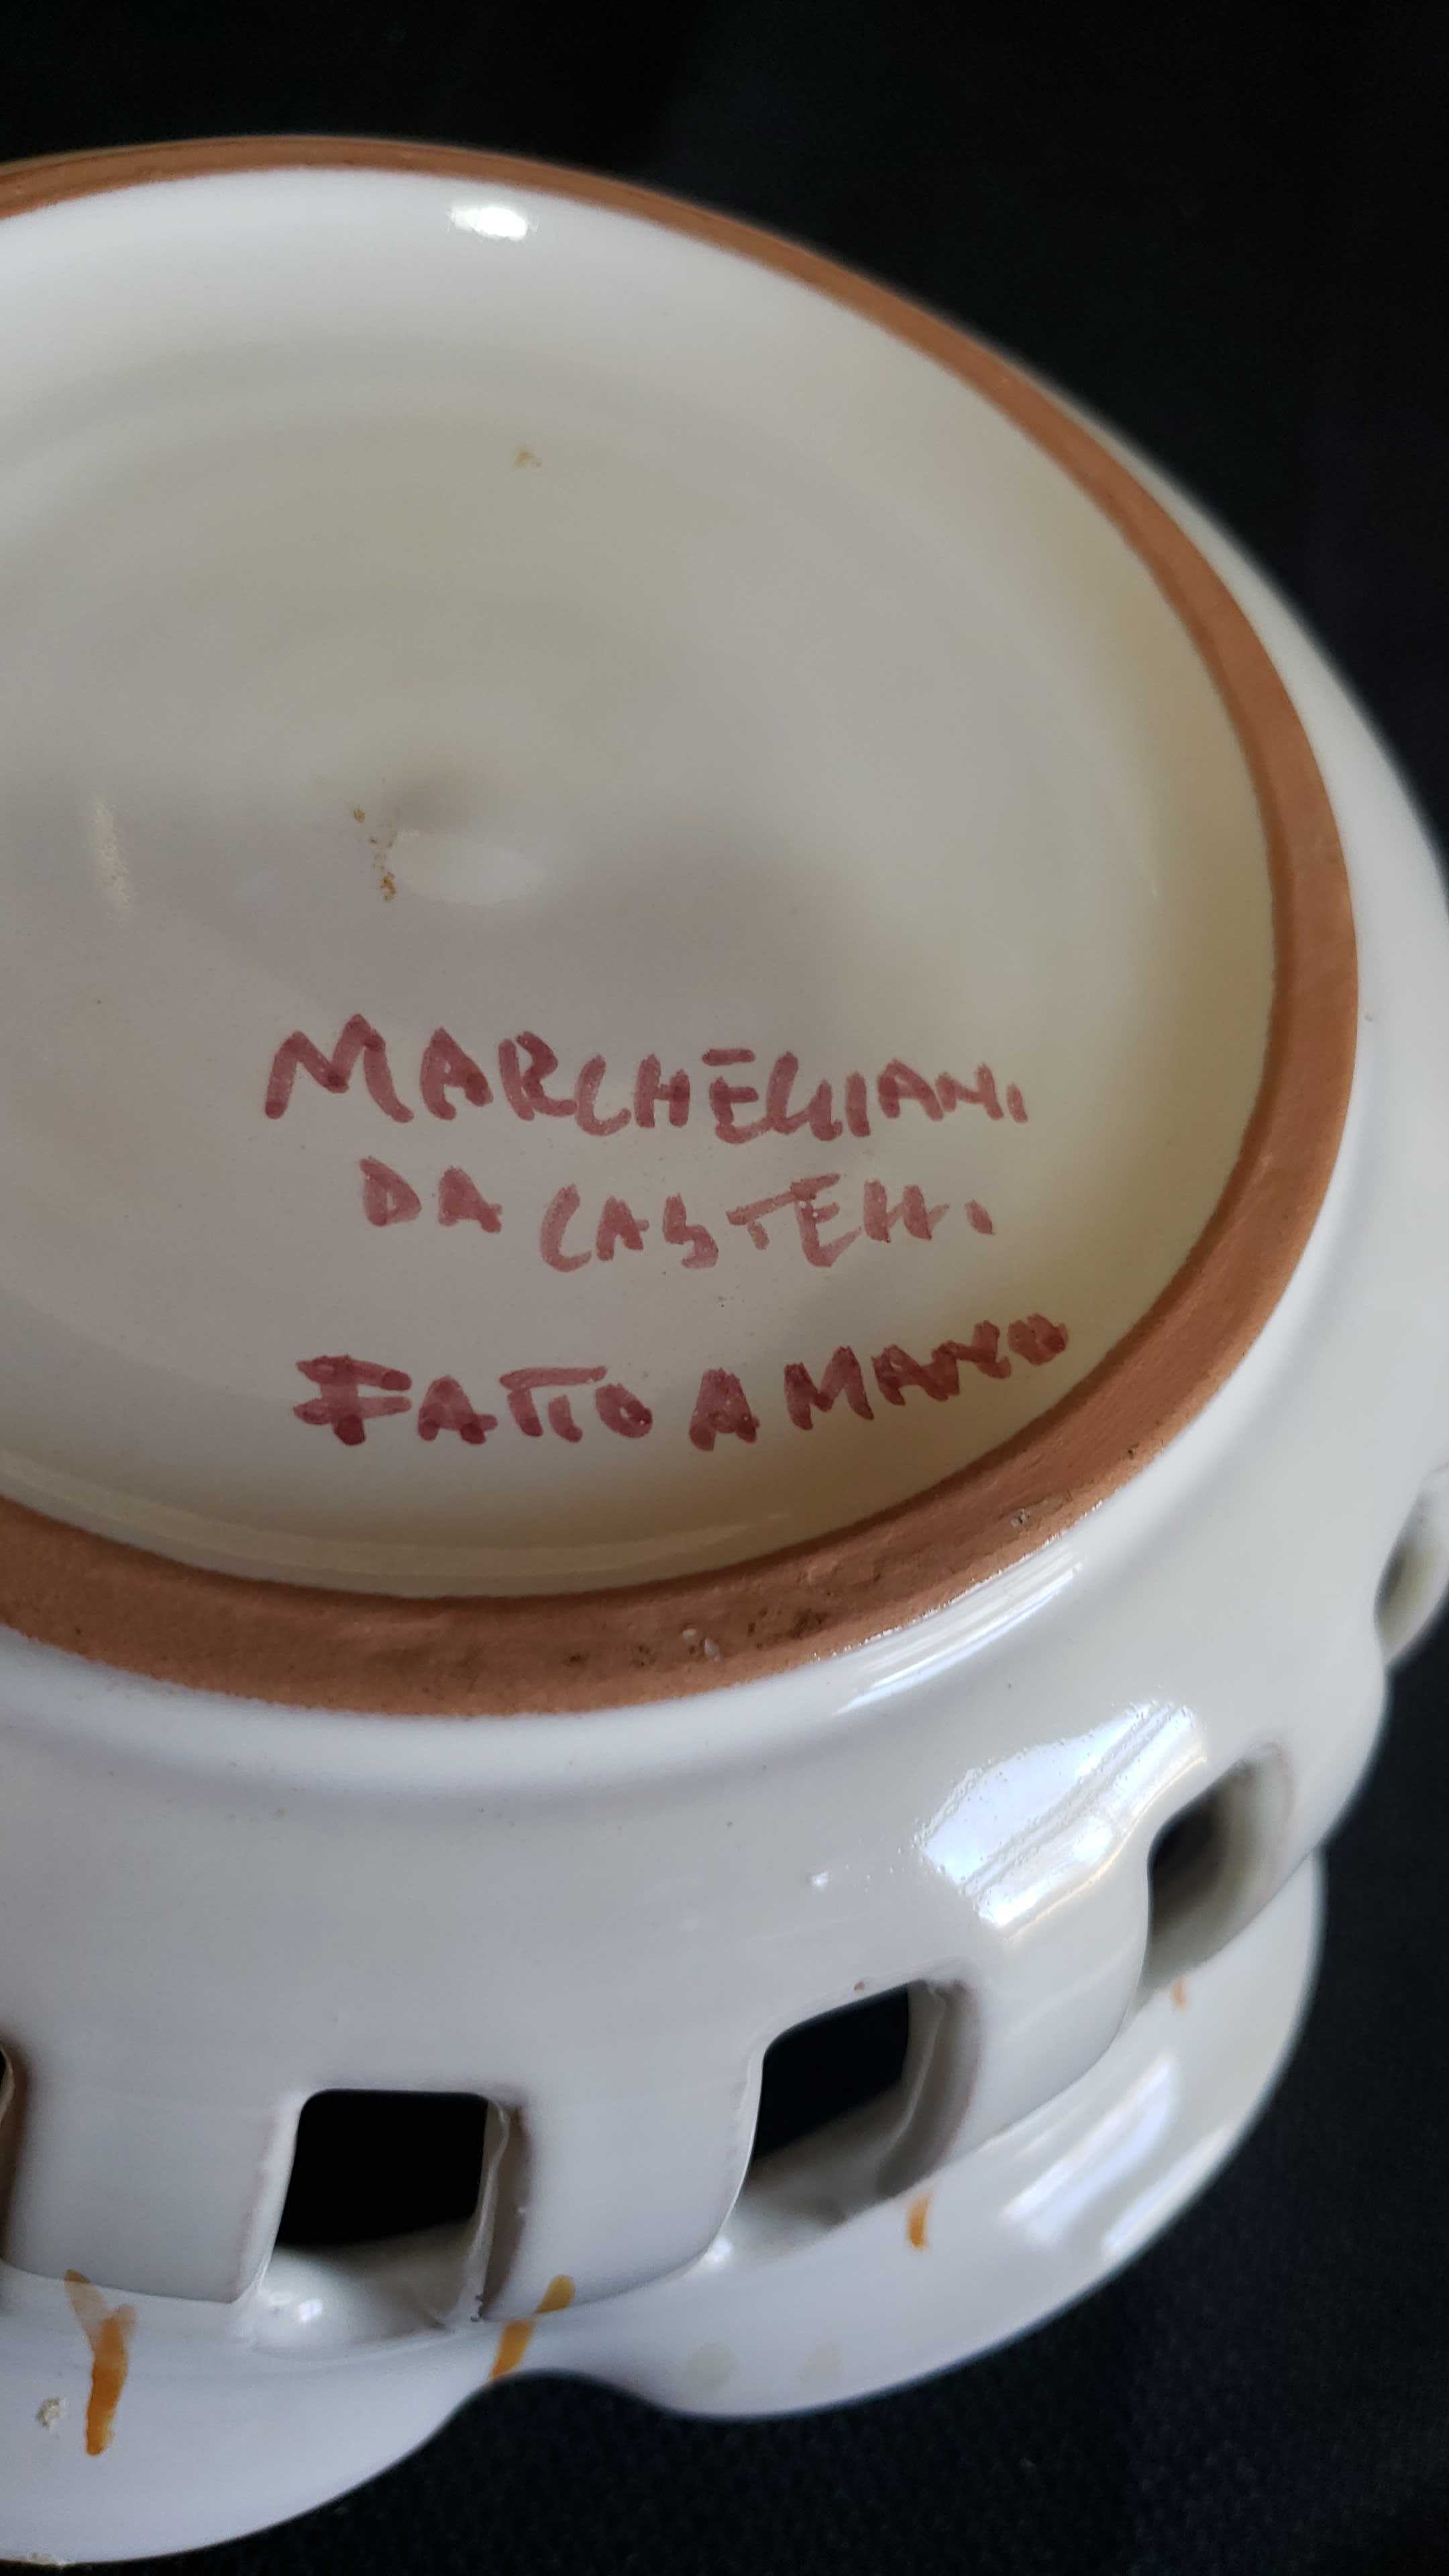 MARCHEGIANI
DA CASTELLI
FATTO A MANO